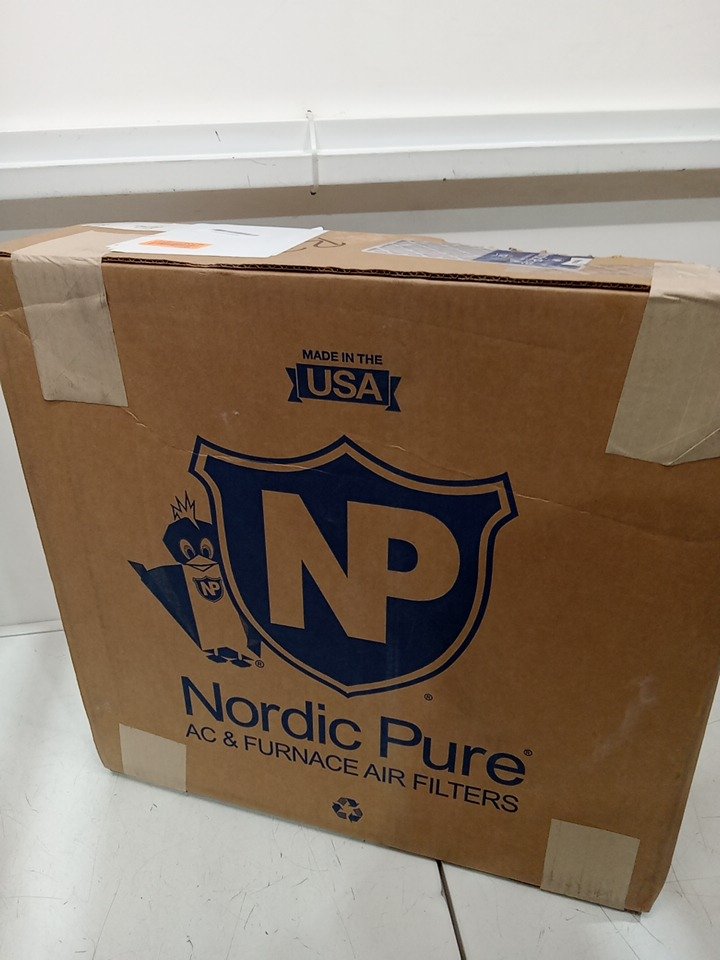 MADE IN THE
USA
NP
NP
®
®
Nordic Pure®
AC & FURNACE AIR FILTERS